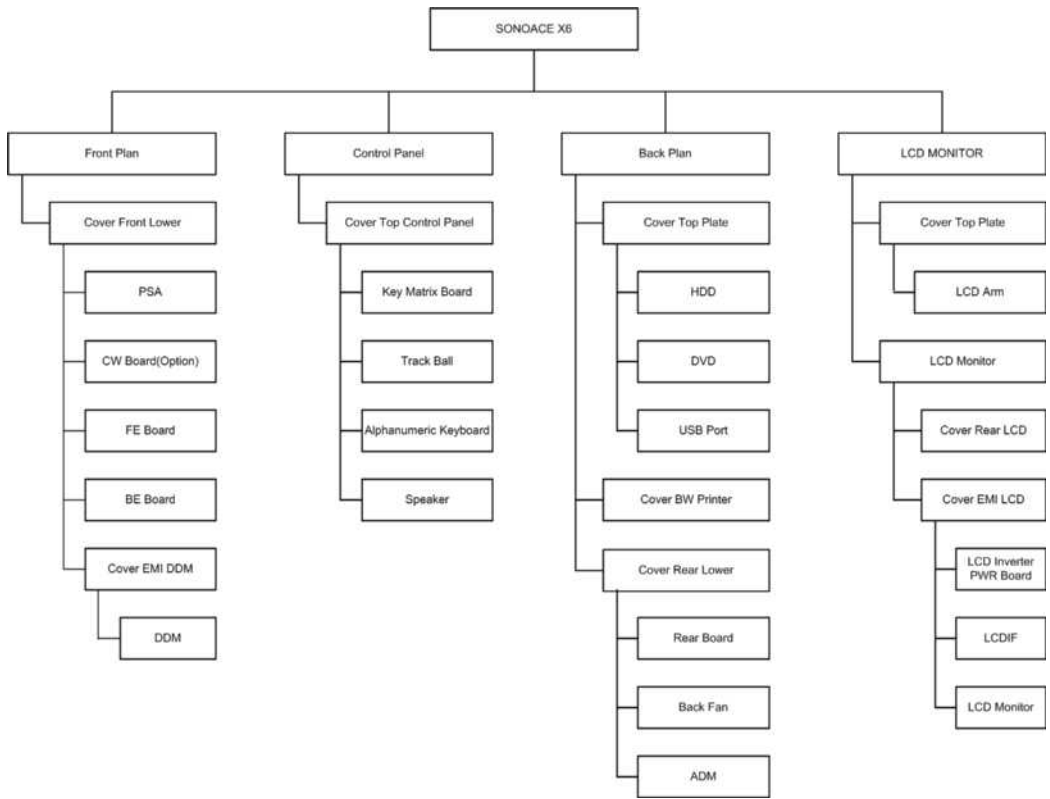 SONOACE X6
Front Plan
Cover Front Lower
PSA
CW Board(Option)
FE Board
BE Board
Cover EMI DDM
DDM
Control Panel
Cover Top Control Panel
Key Matrix Board
Track Ball
Alphanumeric Keyboard
Speaker
Back Plan
Cover Top Plate
HDD
DVD
USB Port
Cover BW Printer
Cover Rear Lower
Rear Board
Back Fan
ADM
LCD MONITOR
Cover Top Plate
LCD Arm
LCD Monitor
Cover Rear LCD
Cover EMI LCD
LCD Inverter
PWR Board
LCDIF
LCD Monitor